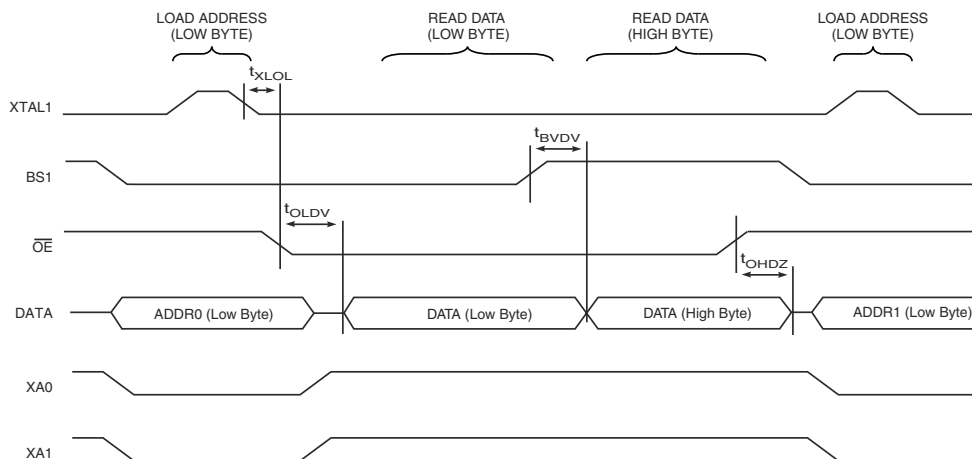 LOAD ADDRESS
(LOW BYTE)
READ DATA
(LOW BYTE)
READ DATA
(HIGH BYTE)
LOAD ADDRESS
(LOW BYTE)
tXLOL
XTAL1
tBVDV
BS1
tOLDV
OE
tOHDZ
DATA
ADDR0 (Low Byte)
DATA (Low Byte)
DATA (High Byte)
ADDR1 (Low Byte)
XA0
XA1